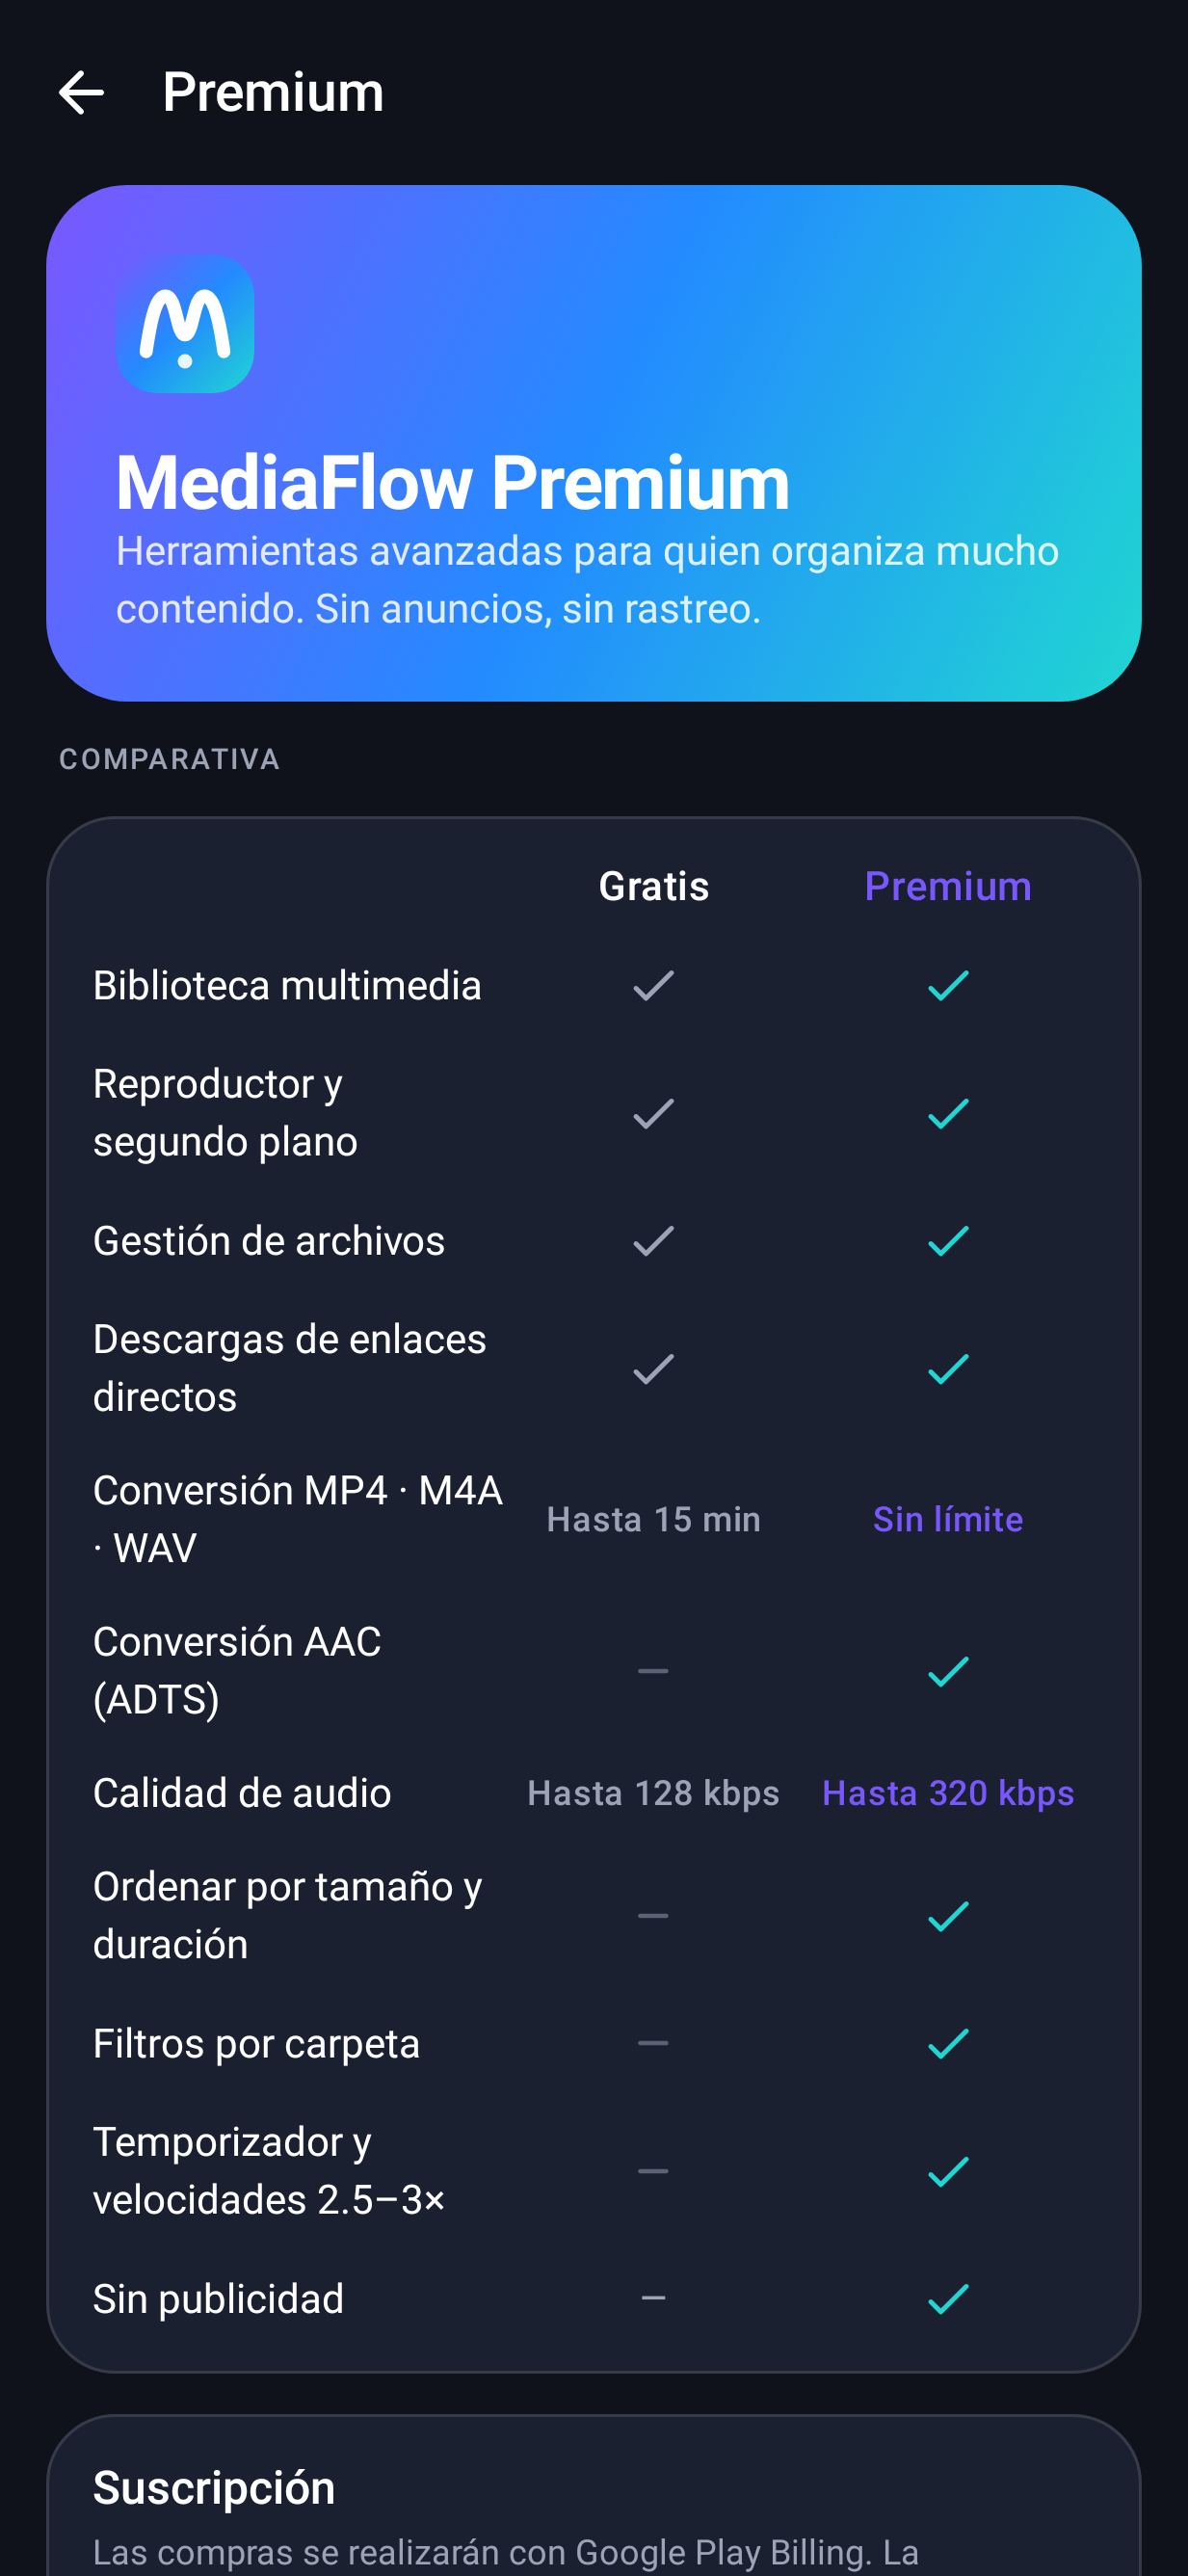 Premium
MediaFlow Premium
Herramientas avanzadas para quien organiza mucho
contenido. Sin anuncios, sin rastreo.
COMPARATIVA
Gratis Premium
Biblioteca multimedia
Reproductor y
segundo plano
Gestión de archivos
Descargas de enlaces
directos
Conversión MP4 · M4A
· WAV
Hasta 15 min Sin límite
Conversión AAC
(ADTS)
—
Calidad de audio Hasta 128 kbps Hasta 320 kbps
Ordenar por tamaño y
duración
—
Filtros por carpeta —
Temporizador y
velocidades 2.5–3×
—
Sin publicidad –
Suscripción
Las compras se realizarán con Google Play Billing. La